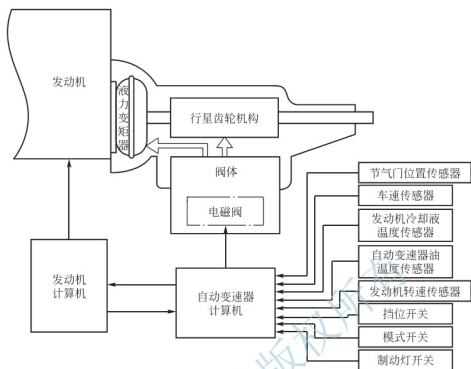 发动机
液力变矩器
行星齿轮机构
阀体
电磁阀
节气门位置传感器
车速传感器
发动机冷却液
温度传感器
自动变速器油
温度传感器
发动机转速传感器
挡位开关
模式开关
制动灯开关
发动机
计算机
自动变速器
计算机
版权所有